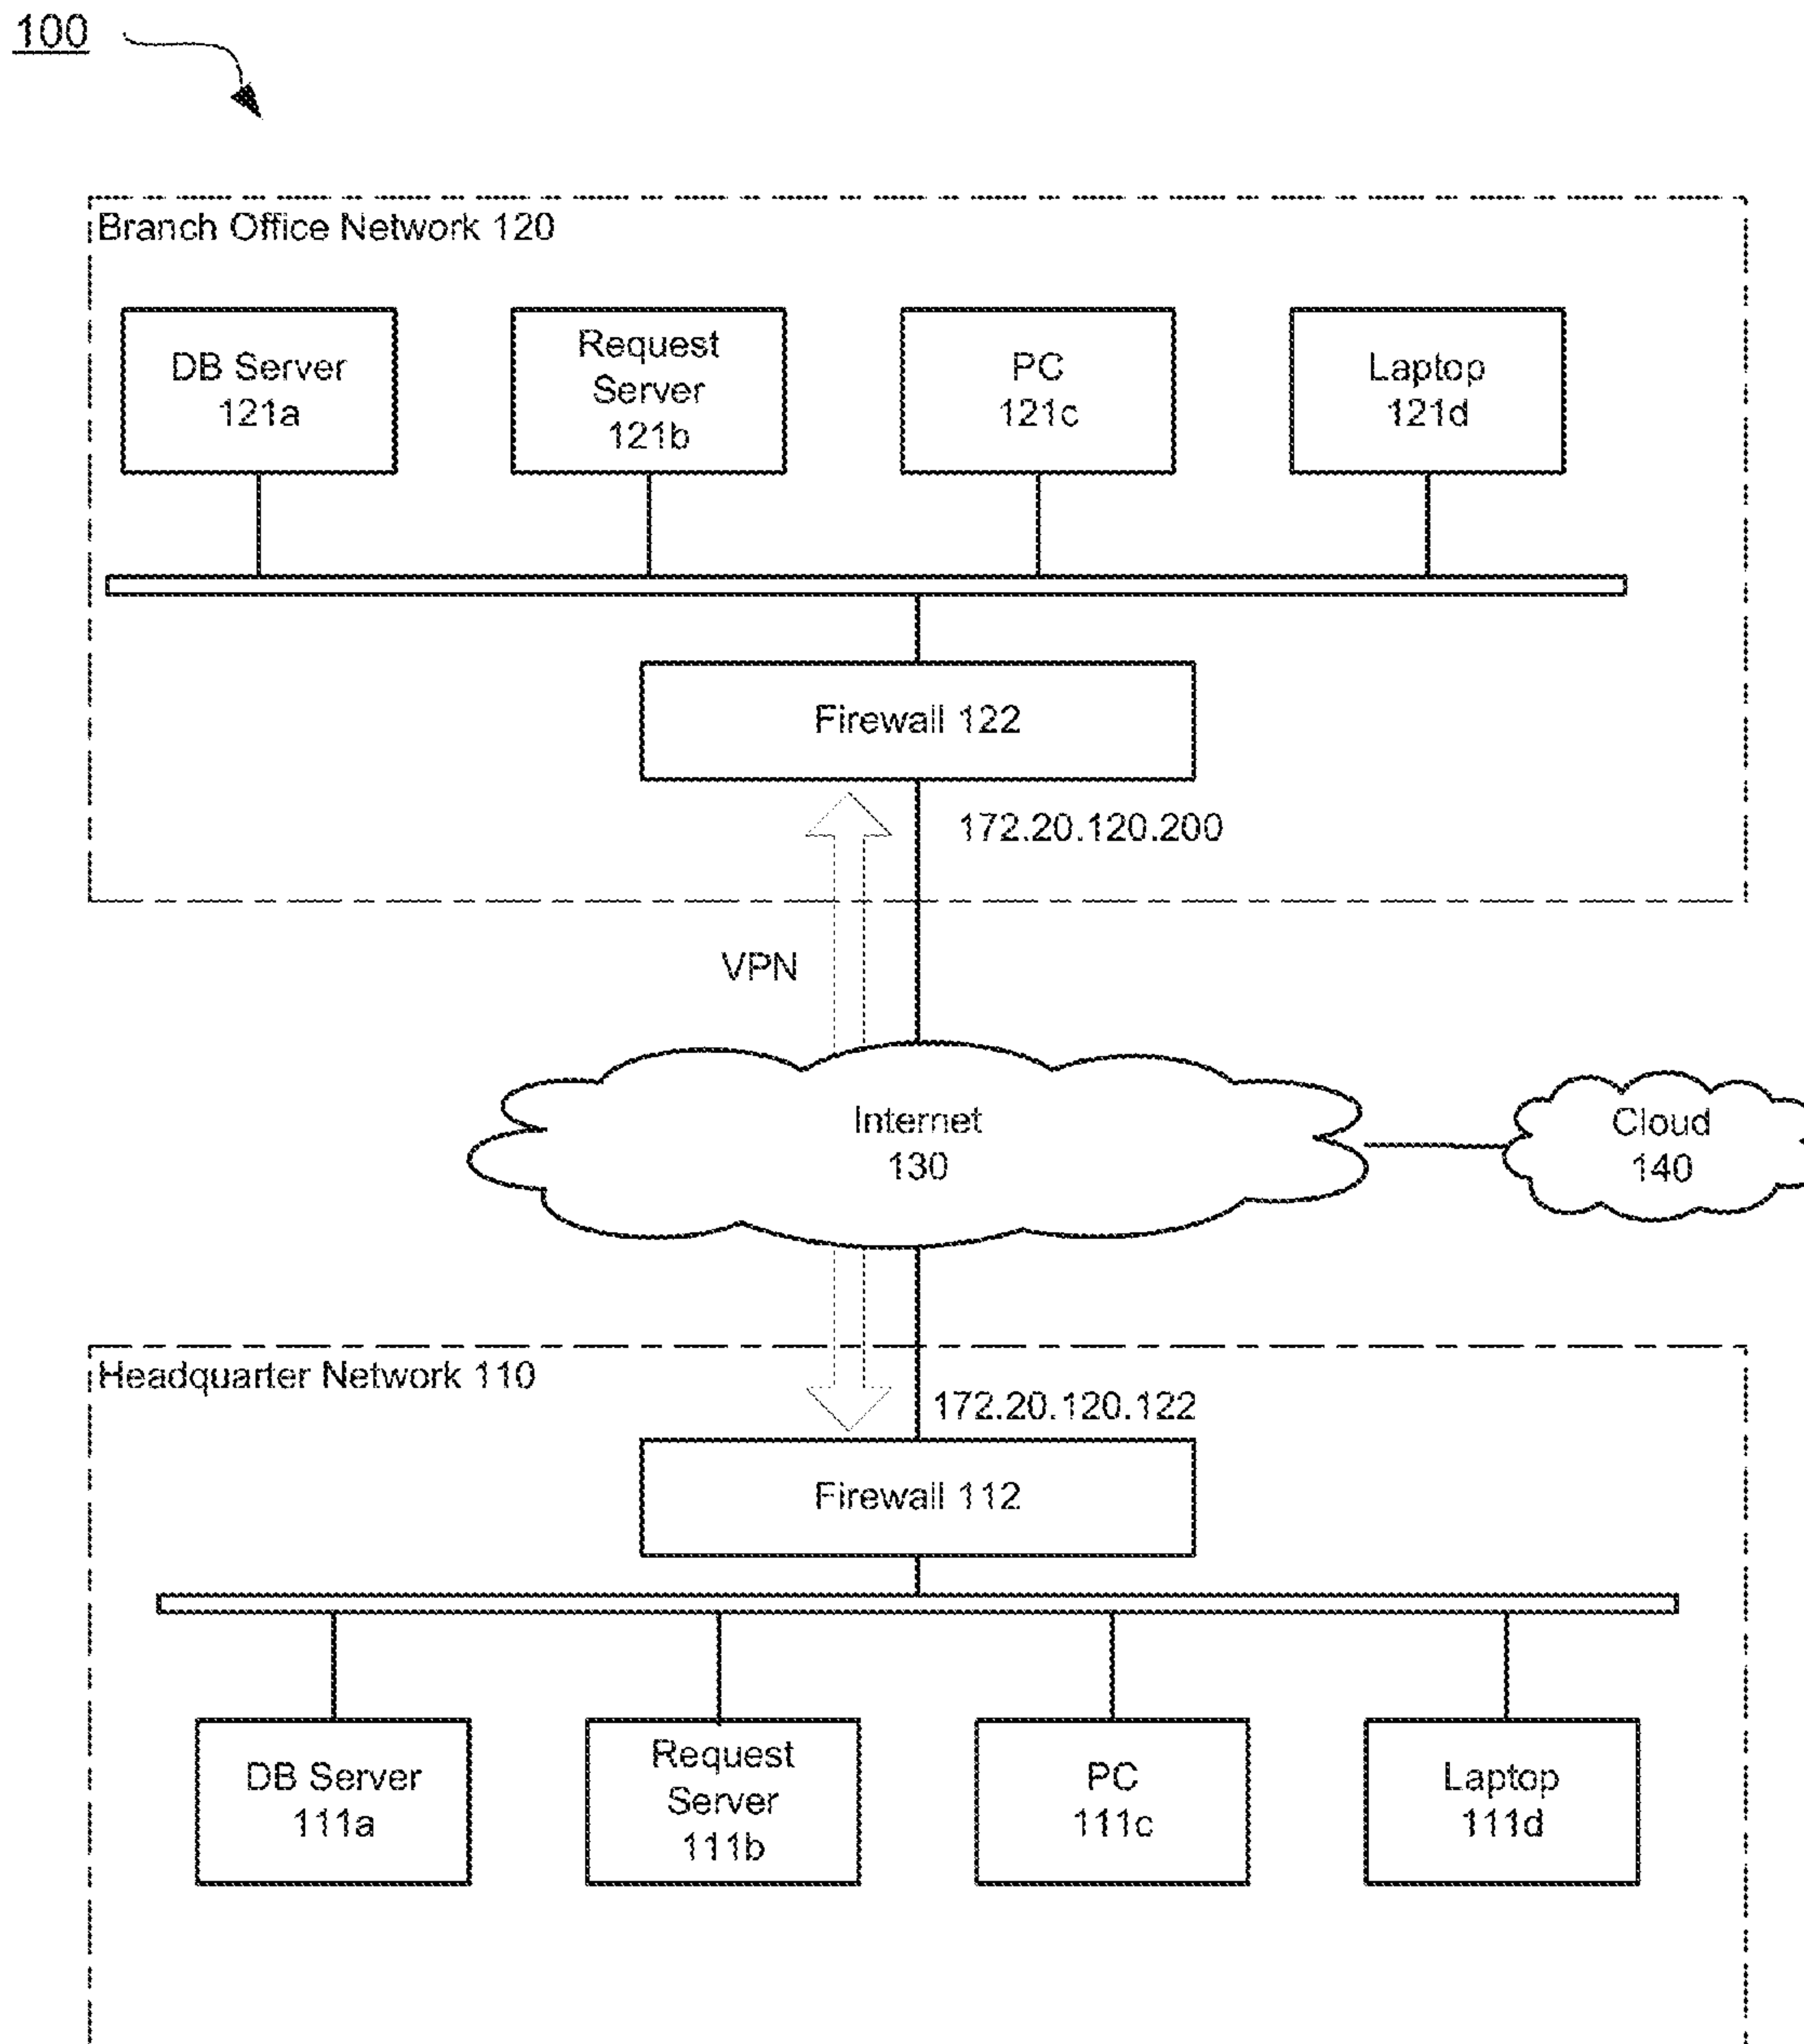 100
Branch Office Network 120
DB Server
121a
Request
Server
121b
PC
121c
Laptop
121d
Firewall 122
172.20.120.200
VPN
Internet
130
Cloud
140
Headquarter Network 110
172.20.120.122
Firewall 112
DB Server
111a
Request
Server
111b
PC
111c
Laptop
111d